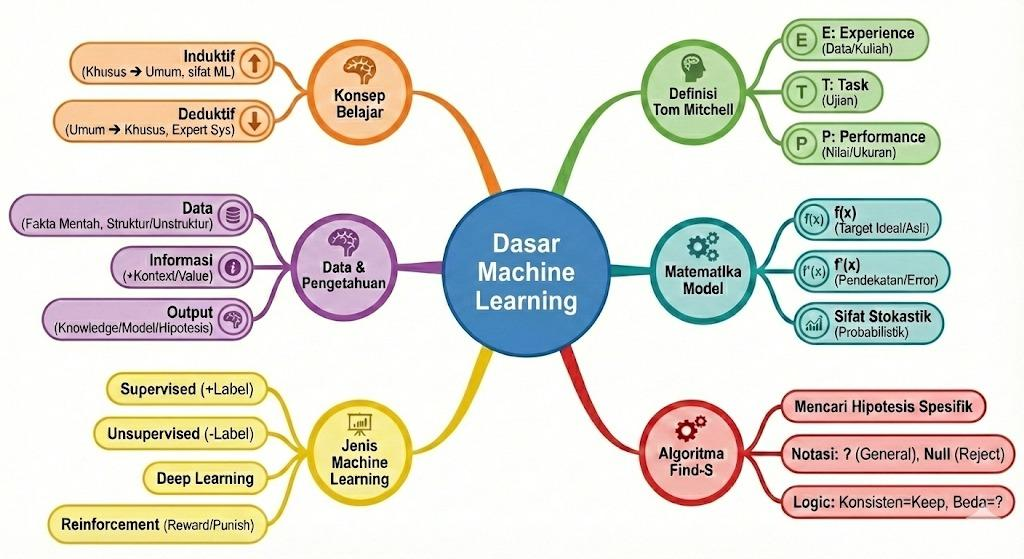 Dasar
Machine
Learning
Konsep
Belajar
Induktif
(Khusus → Umum, sifat ML)
Deduktif
(Umum → Khusus, Expert Sys)
Data &
Pengetahuan
Data
(Fakta Mentah, Struktur/Unstruktur)
Informasi
(+Kontext/Value)
i
Output
(Knowledge/Model/Hipotesis)
Jenis
Machine
Learning
Supervised (+Label)
Unsupervised (-Label)
Deep Learning
Reinforcement (Reward/Punish)
Definisi
Tom Mitchell
E
E: Experience
(Data/Kuliah)
T
T: Task
(Ujian)
P
P: Performance
(Nilai/Ukuran)
Matematika
Model
f(x)
f(x)
(Target Ideal/Asli)
f'(x)
f'(x)
(Pendekatan/Error)
Sifat Stokastik
(Probabilistik)
Algoritma
Find-S
Mencari Hipotesis Spesifik
Notasi: ? (General), Null (Reject)
Logic: Konsisten=Keep, Beda=?